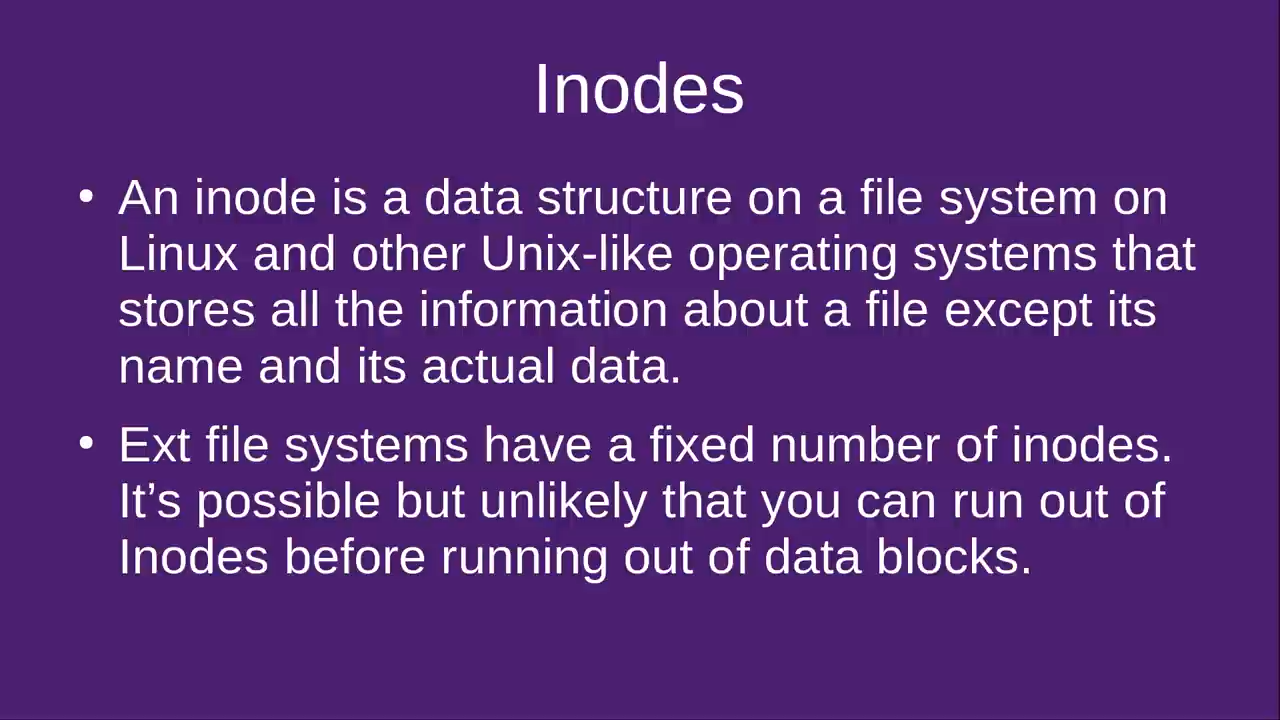 Inodes
• An inode is a data structure on a file system on
Linux and other Unix-like operating systems that
stores all the information about a file except its
name and its actual data.
• Ext file systems have a fixed number of inodes.
It’s possible but unlikely that you can run out of
Inodes before running out of data blocks.